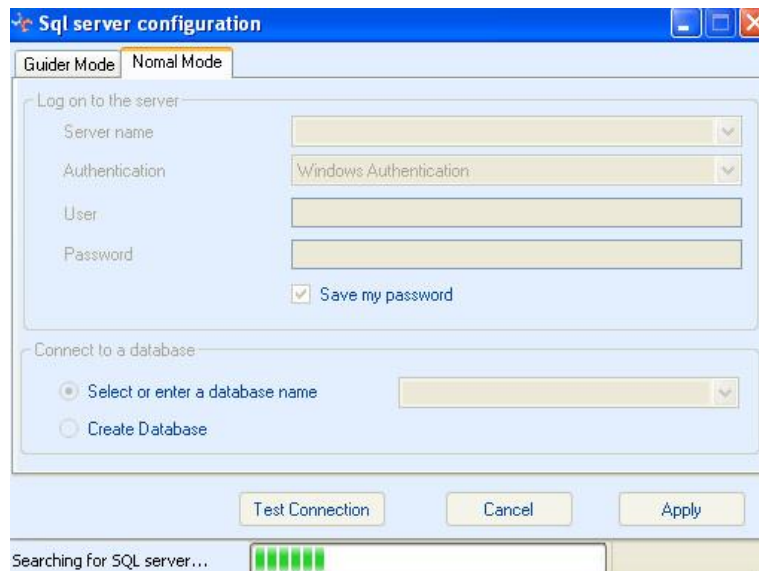 Sql server configuration
Guider Mode Nomal Mode
Log on to the server
Server name
Authentication Windows Authentication
User
Password
Save my password
Connect to a database
Select or enter a database name
Create Database
Test Connection Cancel Apply
Searching for SQL server...